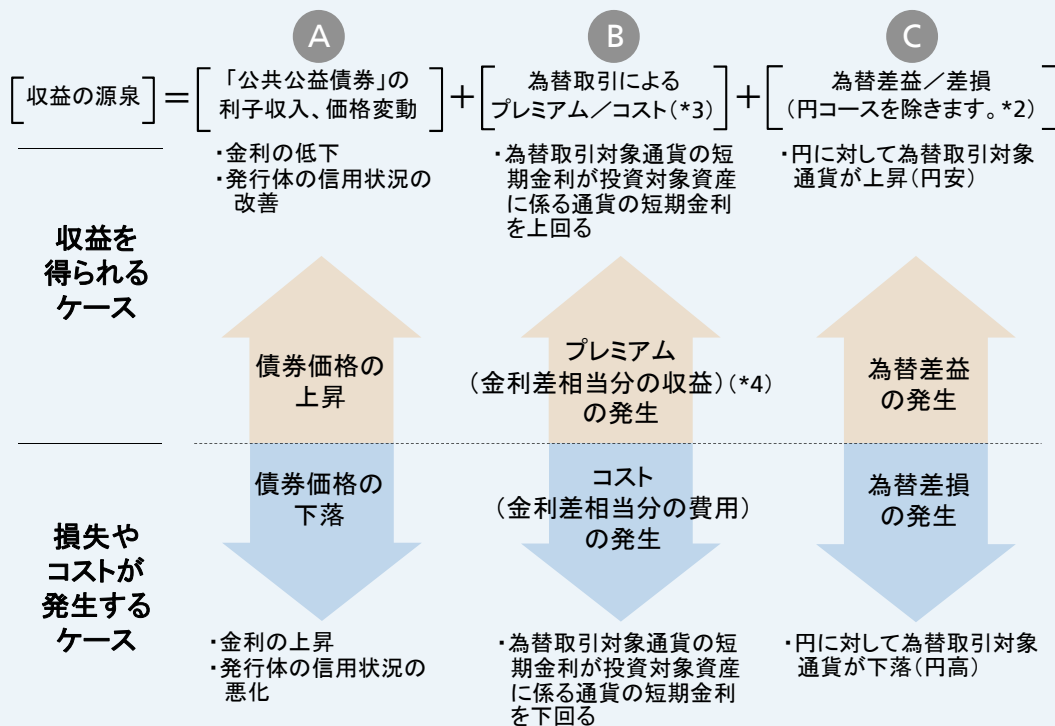 A
B
C
[収益の源泉]=[「公共公益債券」の
利子収入、価格変動]+[為替取引による
プレミアム/コスト(*3)]+[為替差益/差損
(円コースを除きます。*2)]
収益を
得られる
ケース
・金利の低下
・発行体の信用状況の
改善
・為替取引対象通貨の短
期金利が投資対象資産
に係る通貨の短期金利
を上回る
・円に対して為替取引対象
通貨が上昇(円安)
債券価格の
上昇
プレミアム
(金利差相当分の収益)(*4)
の発生
為替差益
の発生
損失や
コストが
発生する
ケース
債券価格の
下落
コスト
(金利差相当分の費用)
の発生
為替差損
の発生
・金利の上昇
・発行体の信用状況の
悪化
・為替取引対象通貨の短
期金利が投資対象資産
に係る通貨の短期金利
を下回る
・円に対して為替取引対象
通貨が下落(円高)